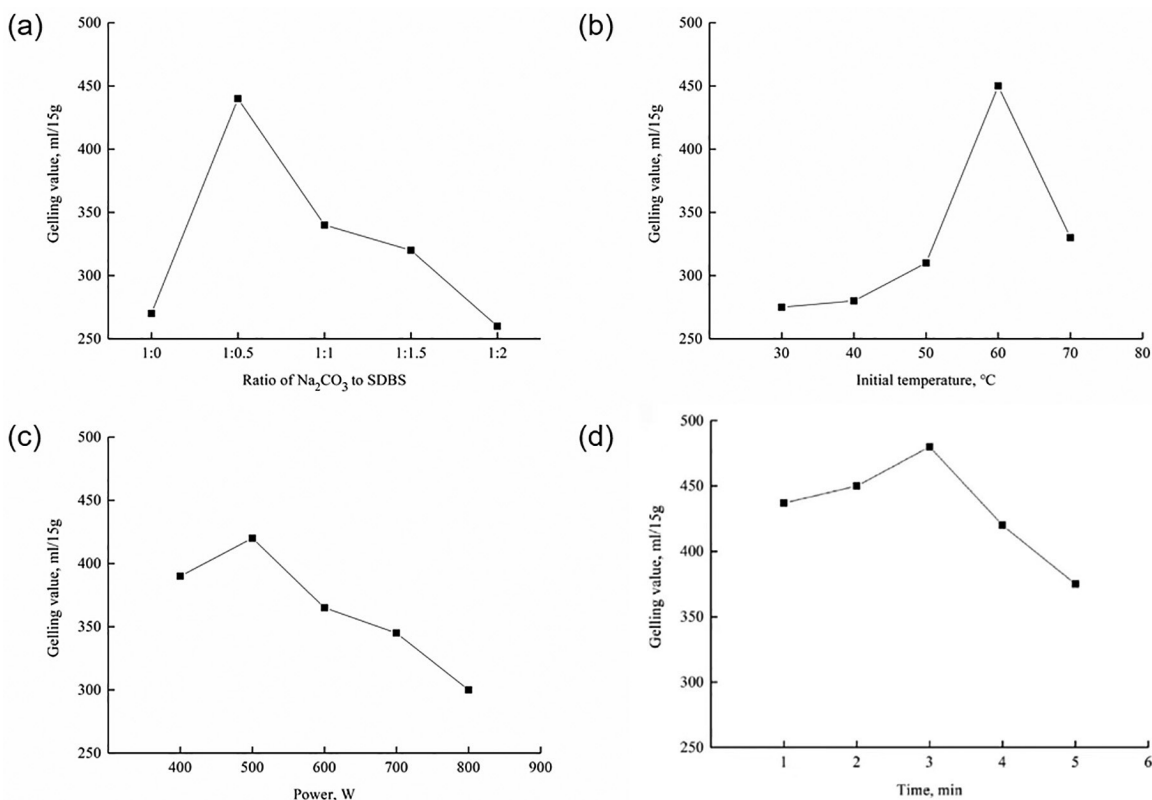 (a)
500
450
400
350
300
250
Gelling value, ml/15g
1:0 1:0.5 1:1 1:1.5 1:2
Ratio of Na₂CO₃ to SDBS
(b)
500
450
400
350
300
250
Gelling value, ml/15g
30 40 50 60 70 80
Initial temperature, °C
(c)
500
450
400
350
300
250
Gelling value, ml/15g
400 500 600 700 800 900
Power, W
(d)
500
450
400
350
300
250
Gelling value, ml/15g
1 2 3 4 5 6
Time, min